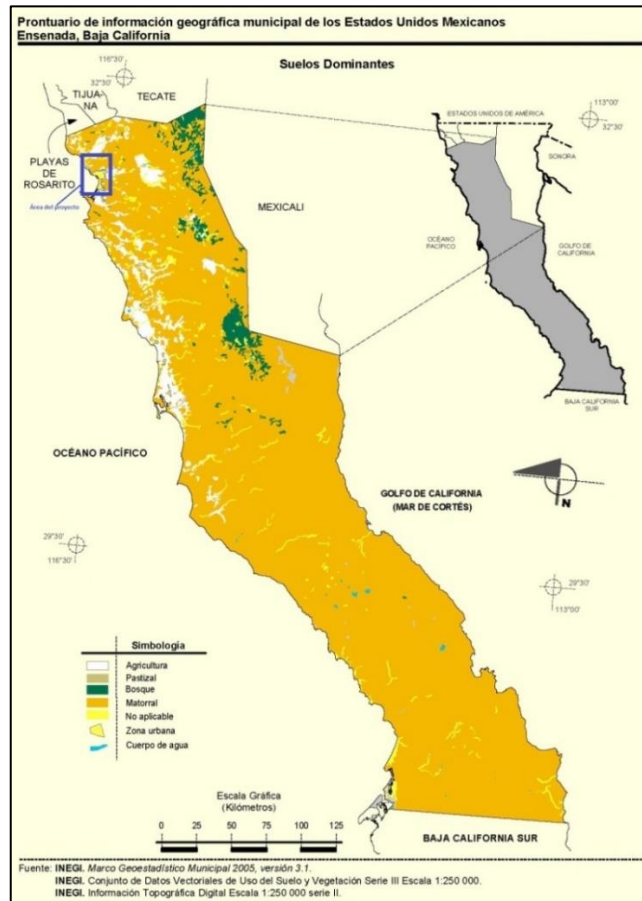 Prontuario de información geográfica municipal de los Estados Unidos Mexicanos
Ensenada, Baja California
Suelos Dominantes
116°30'
32°30'
TIJUA-
NA
TECATE
PLAYAS
DE
ROSARITO
Área del proyecto
MEXICALI
ESTADOS UNIDOS DE AMÉRICA
113°00'
32°30'
SONORA
OCÉANO
PACÍFICO
GOLFO DE
CALIFORNIA
BAJA CALIFORNIA
SUR
OCÉANO PACÍFICO
GOLFO DE CALIFORNIA
(MAR DE CORTÉS)
N
29°30'
116°30'
29°30'
113°00'
Simbología
Agricultura
Pastizal
Bosque
Matorral
No aplicable
Zona urbana
Cuerpo de agua
Escala Gráfica
(Kilómetros)
0 25 50 75 100 125
BAJA CALIFORNIA SUR
Fuente: INEGI. Marco Geoestadístico Municipal 2005, versión 3.1.
INEGI. Conjunto de Datos Vectoriales de Uso del Suelo y Vegetación Serie III Escala 1:250 000.
INEGI. Información Topográfica Digital Escala 1:250 000 serie II.